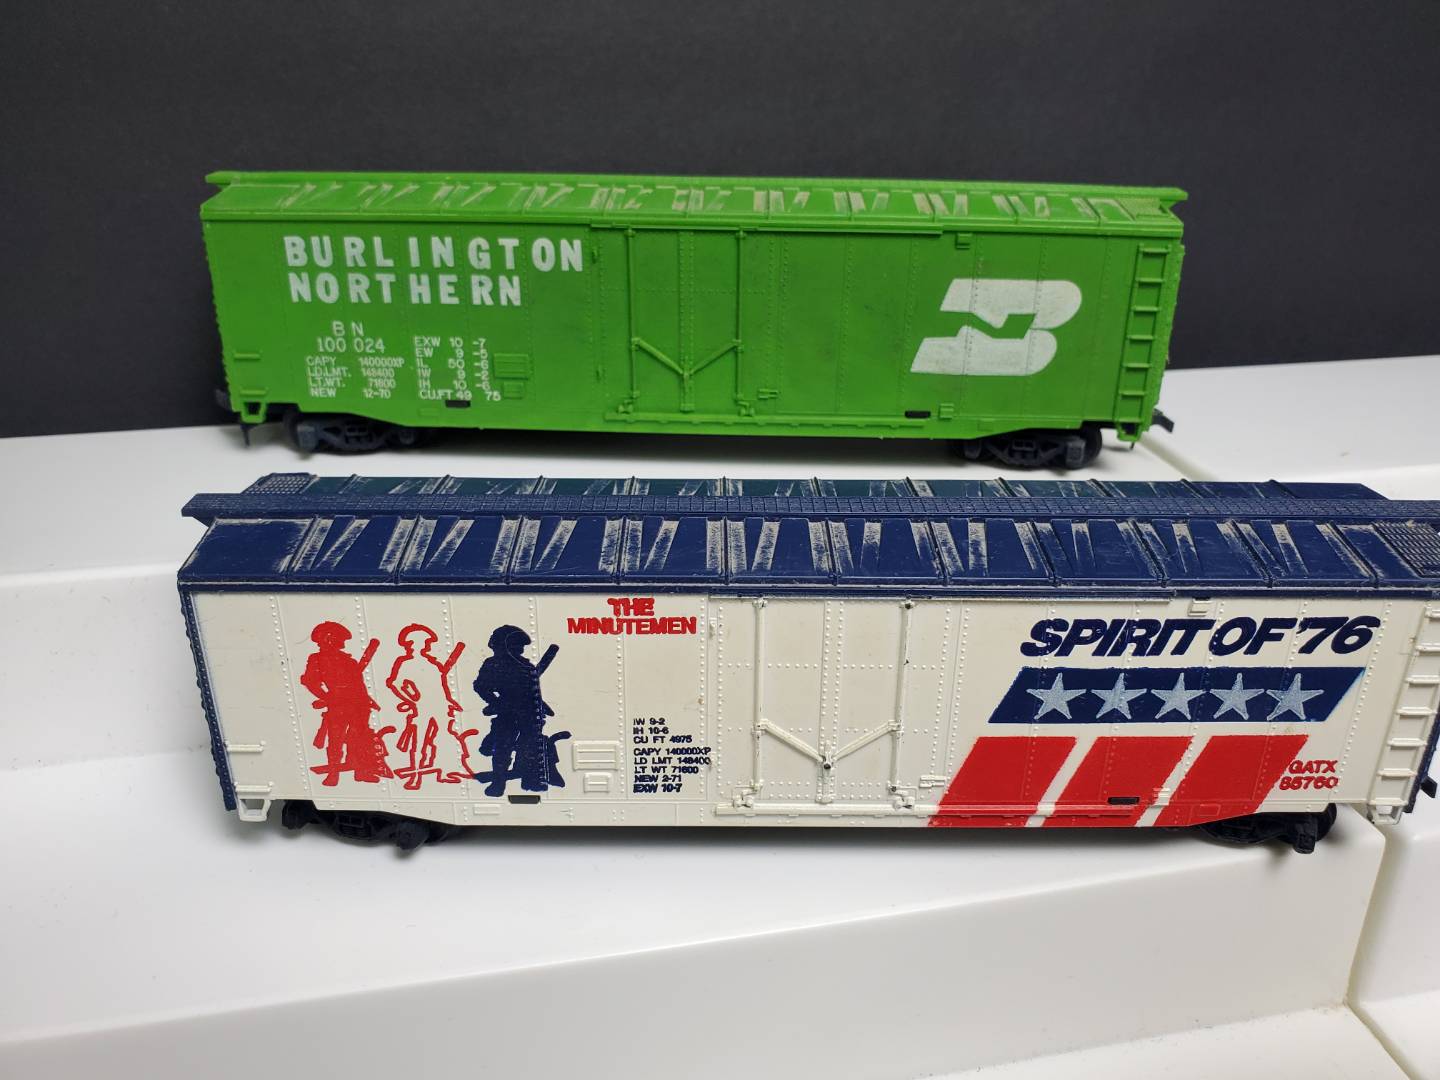 BURLINGTON
NORTHERN
BN
100 024
CAPY 140000XP
LD.LMT. 148400
LT.WT. 71600
NEW 12-70
EXW 10 -7
EW 9 -5
IL 50 -6
IW 9 -2
IH 10 -6
CU.FT 49 75
THE
MINUTEMEN
IW 9-2
IH 10-6
CU FT 4975
CAPY 140000XP
LD LMT 148400
LT WT 71600
NEW 2-71
EXW 10-7
SPIRIT OF '76
GATX
85760